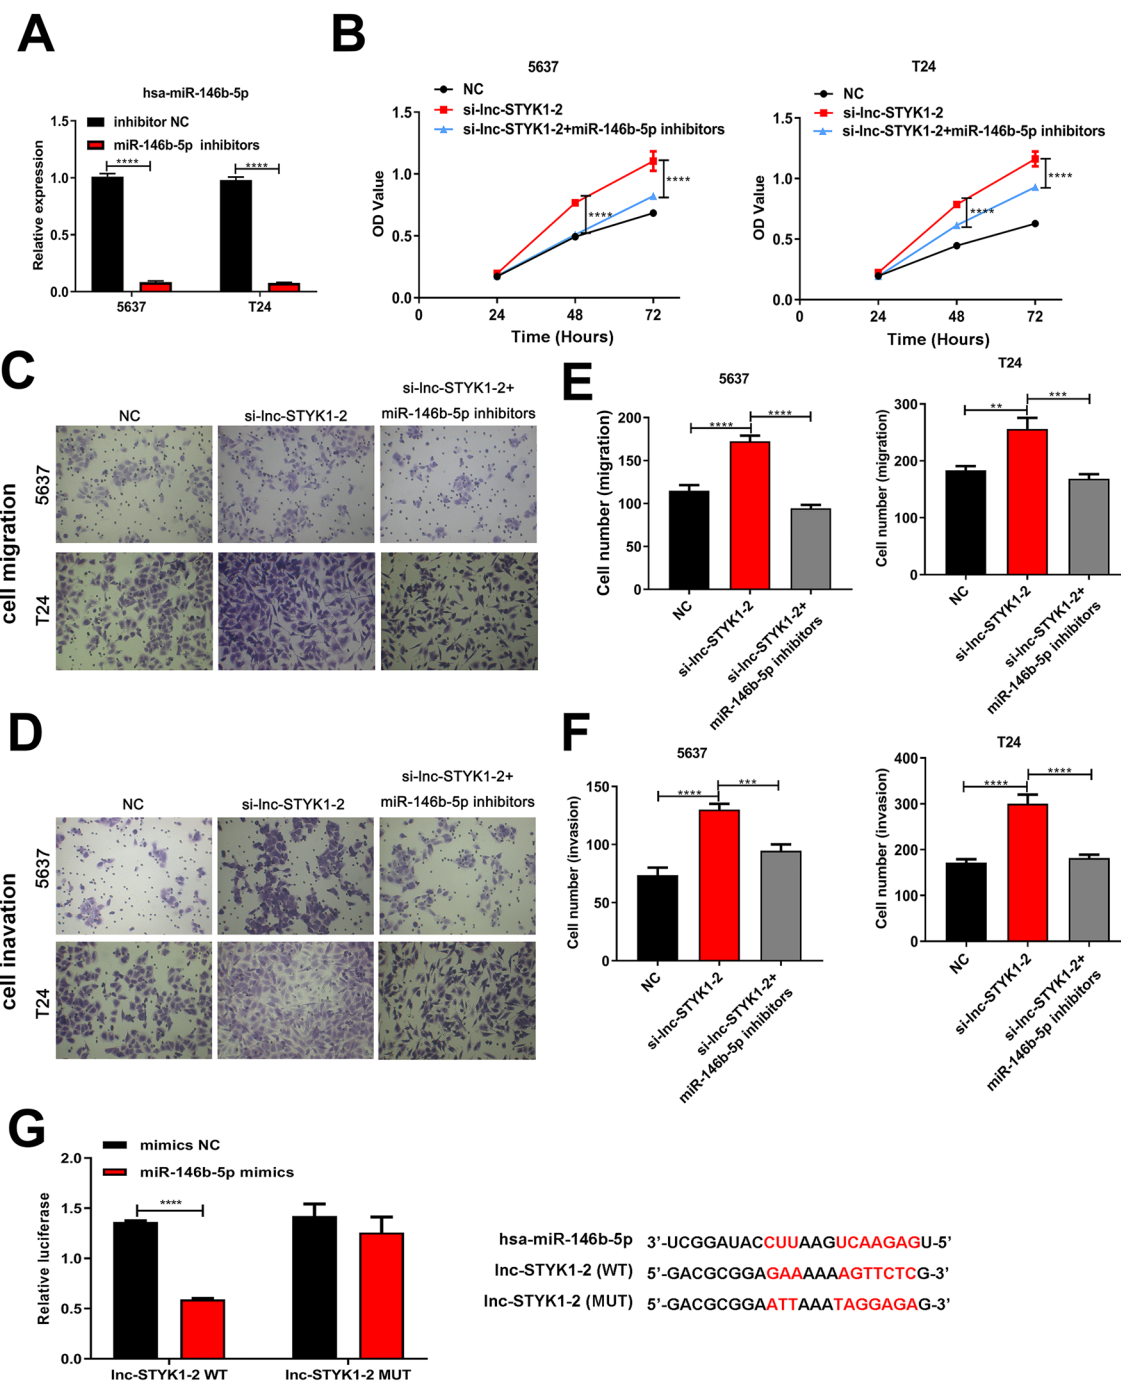 A
hsa-miR-146b-5p
inhibitor NC
miR-146b-5p inhibitors
Relative expression
1.5
1.0
0.5
0.0
****
****
5637
T24
B
5637
NC
si-lnc-STYK1-2
si-lnc-STYK1-2+miR-146b-5p inhibitors
OD Value
1.5
1.0
0.5
0.0
****
****
0
24
48
72
Time (Hours)
T24
NC
si-lnc-STYK1-2
si-lnc-STYK1-2+miR-146b-5p inhibitors
OD Value
1.5
1.0
0.5
0.0
****
****
0
24
48
72
Time (Hours)
C
NC
si-lnc-STYK1-2
si-lnc-STYK1-2+
miR-146b-5p inhibitors
cell migration
5637
T24
E
5637
Cell number (migration)
200
150
100
50
0
****
****
NC
si-lnc-STYK1-2
si-lnc-STYK1-2+
miR-146b-5p inhibitors
T24
Cell number (migration)
300
200
100
0
**
***
NC
si-lnc-STYK1-2
si-lnc-STYK1-2+
miR-146b-5p inhibitors
D
NC
si-lnc-STYK1-2
si-lnc-STYK1-2+
miR-146b-5p inhibitors
cell inavation
5637
T24
F
5637
Cell number (invasion)
150
100
50
0
****
***
NC
si-lnc-STYK1-2
si-lnc-STYK1-2+
miR-146b-5p inhibitors
T24
Cell number (invasion)
400
300
200
100
0
****
****
NC
si-lnc-STYK1-2
si-lnc-STYK1-2+
miR-146b-5p inhibitors
G
mimics NC
miR-146b-5p mimics
Relative luciferase
2.0
1.5
1.0
0.5
0.0
****
lnc-STYK1-2 WT
lnc-STYK1-2 MUT
hsa-miR-146b-5p 3’-UCGGAUACCUUAAGUCAAGAGU-5’
lnc-STYK1-2 (WT) 5’-GACGCGGAGAAAAAAGTTCTCG-3’
lnc-STYK1-2 (MUT) 5’-GACGCGGAATTAAATAGGAGAG-3’